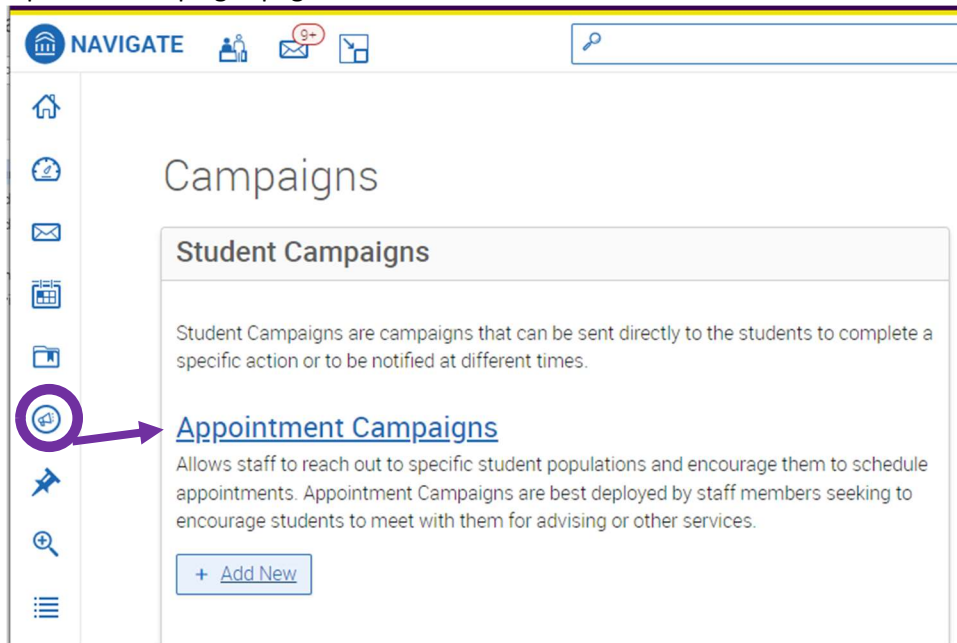 NAVIGATE
9+
Campaigns
Student Campaigns
Student Campaigns are campaigns that can be sent directly to the students to complete a
specific action or to be notified at different times.
Appointment Campaigns
Allows staff to reach out to specific student populations and encourage them to schedule
appointments. Appointment Campaigns are best deployed by staff members seeking to
encourage students to meet with them for advising or other services.
+ Add New